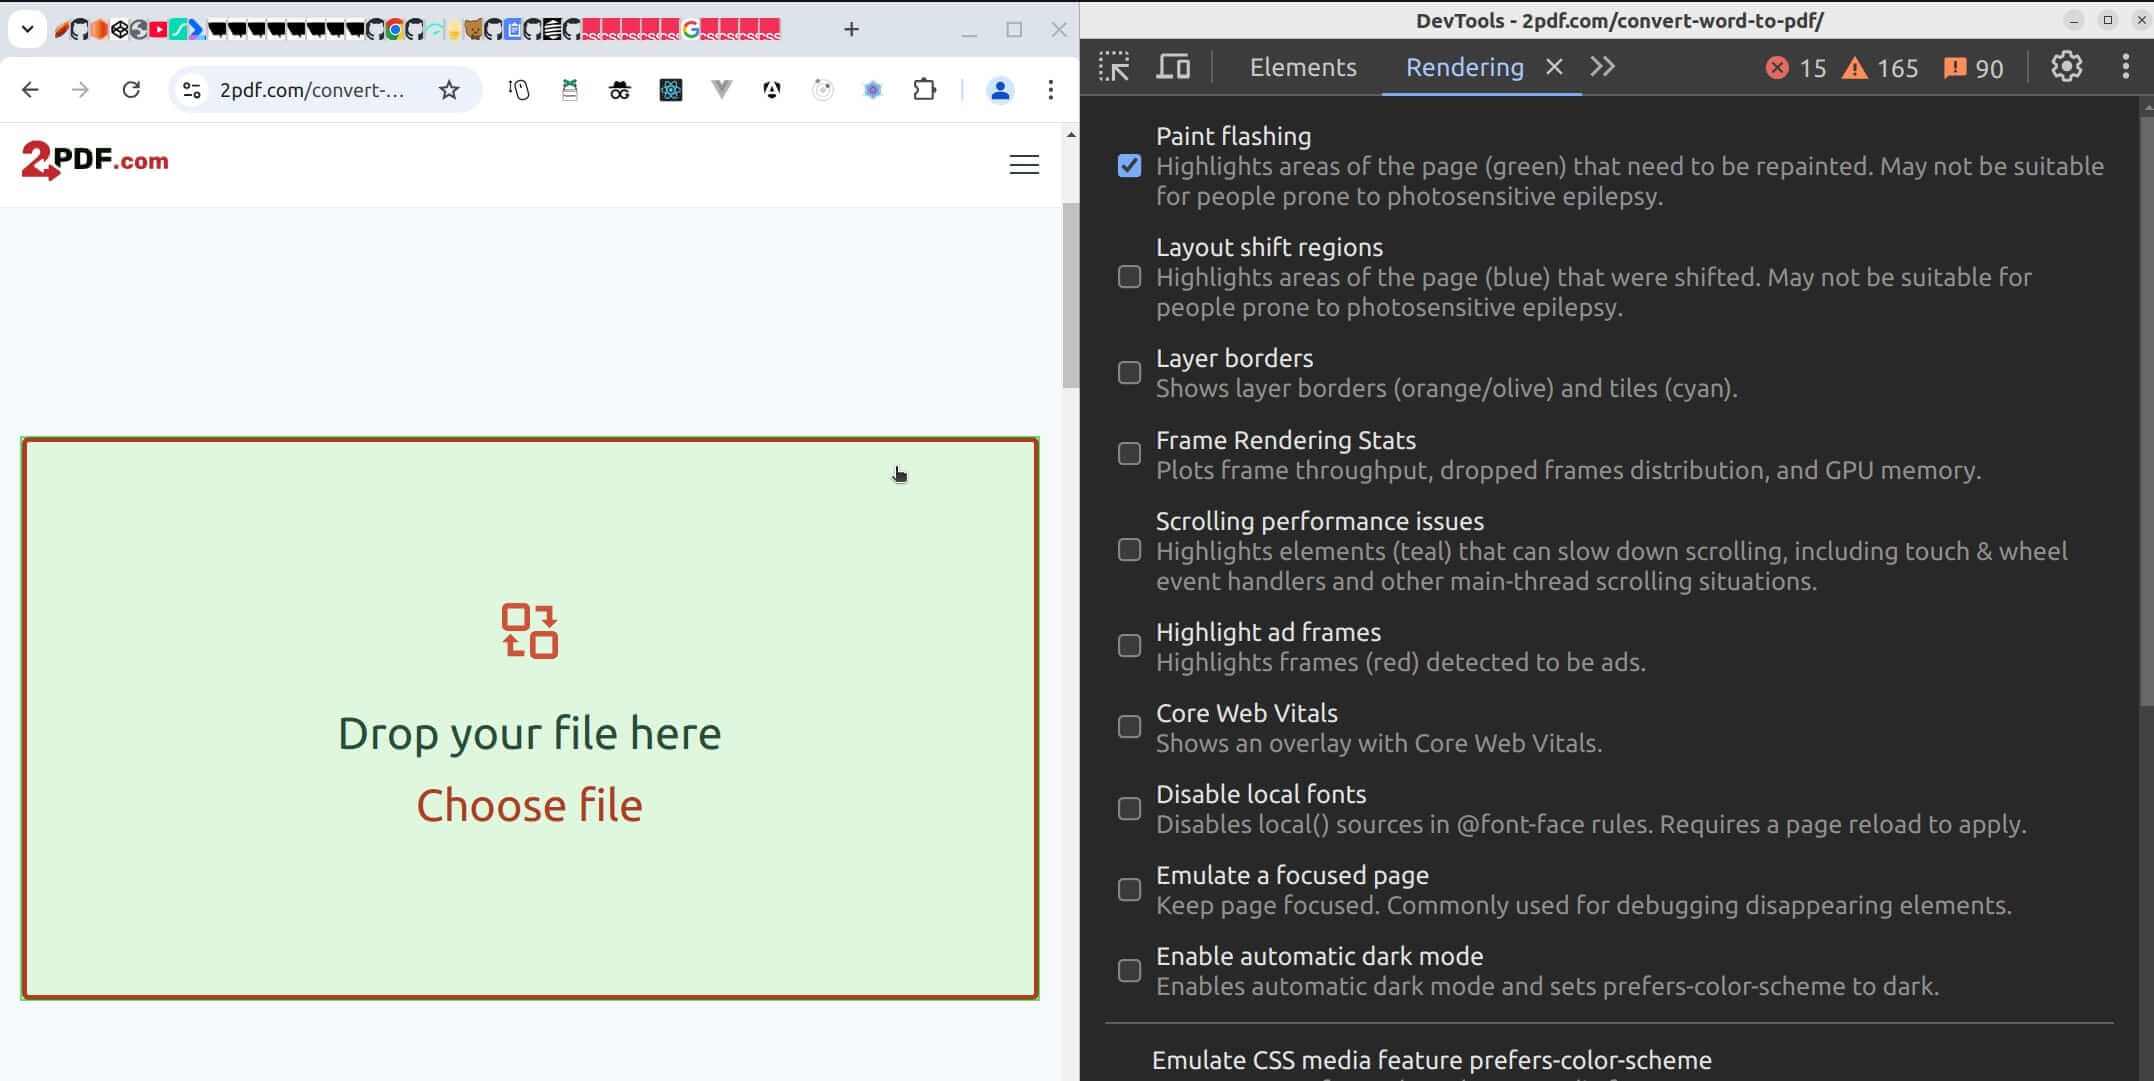 2pdf.com/convert-...
2PDF.com
Drop your file here
Choose file
DevTools - 2pdf.com/convert-word-to-pdf/
Elements
Rendering
15
165
90
Paint flashing
Highlights areas of the page (green) that need to be repainted. May not be suitable
for people prone to photosensitive epilepsy.
Layout shift regions
Highlights areas of the page (blue) that were shifted. May not be suitable for
people prone to photosensitive epilepsy.
Layer borders
Shows layer borders (orange/olive) and tiles (cyan).
Frame Rendering Stats
Plots frame throughput, dropped frames distribution, and GPU memory.
Scrolling performance issues
Highlights elements (teal) that can slow down scrolling, including touch & wheel
event handlers and other main-thread scrolling situations.
Highlight ad frames
Highlights frames (red) detected to be ads.
Core Web Vitals
Shows an overlay with Core Web Vitals.
Disable local fonts
Disables local() sources in @font-face rules. Requires a page reload to apply.
Emulate a focused page
Keep page focused. Commonly used for debugging disappearing elements.
Enable automatic dark mode
Enables automatic dark mode and sets prefers-color-scheme to dark.
Emulate CSS media feature prefers-color-scheme